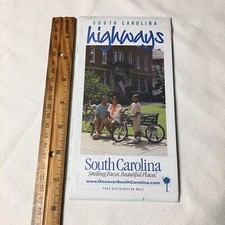 SOUTH CAROLINA
highways
South Carolina
Smiling Faces. Beautiful Places.
www.DiscoverSouthCarolina.com
FREE DISTRIBUTION ONLY